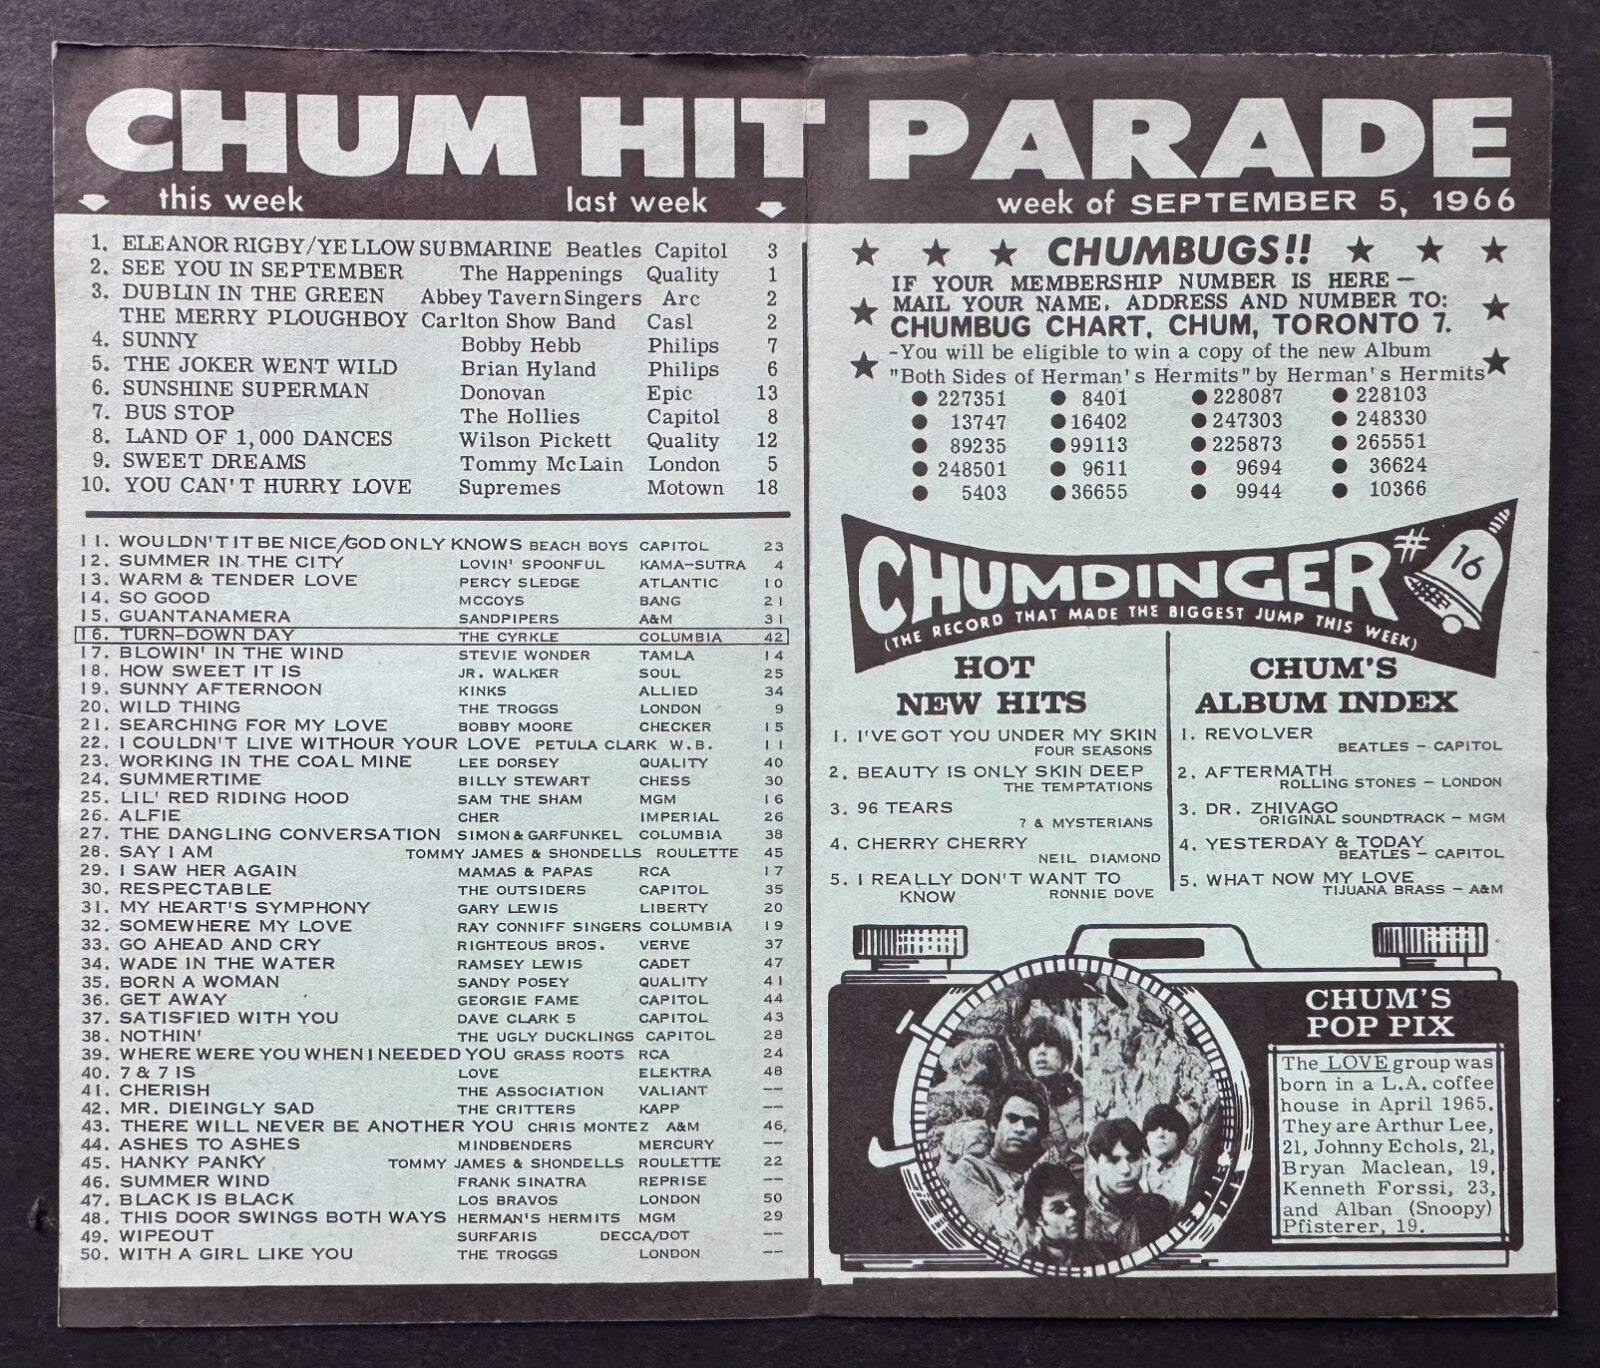 CHUM HIT PARADE
this week last week week of SEPTEMBER 5, 1966
1. ELEANOR RIGBY/YELLOW SUBMARINE Beatles Capitol 3
2. SEE YOU IN SEPTEMBER The Happenings Quality 1
3. DUBLIN IN THE GREEN Abbey Tavern Singers Arc 2
THE MERRY PLOUGHBOY Carlton Show Band Casl 2
4. SUNNY Bobby Hebb Philips 7
5. THE JOKER WENT WILD Brian Hyland Philips 6
6. SUNSHINE SUPERMAN Donovan Epic 13
7. BUS STOP The Hollies Capitol 8
8. LAND OF 1,000 DANCES Wilson Pickett Quality 12
9. SWEET DREAMS Tommy McLain London 5
10. YOU CAN'T HURRY LOVE Supremes Motown 18
11. WOULDN'T IT BE NICE/GOD ONLY KNOWS BEACH BOYS CAPITOL 23
12. SUMMER IN THE CITY LOVIN' SPOONFUL KAMA-SUTRA 4
13. WARM & TENDER LOVE PERCY SLEDGE ATLANTIC 10
14. SO GOOD MCCOYS BANG 21
15. GUANTANAMERA SANDPIPERS A&M 31
16. TURN-DOWN DAY THE CYRKLE COLUMBIA 42
17. BLOWIN' IN THE WIND STEVIE WONDER TAMLA 14
18. HOW SWEET IT IS JR. WALKER SOUL 25
19. SUNNY AFTERNOON KINKS ALLIED 34
20. WILD THING THE TROGGS LONDON 9
21. SEARCHING FOR MY LOVE BOBBY MOORE CHECKER 15
22. I COULDN'T LIVE WITHOUR YOUR LOVE PETULA CLARK W.B. 11
23. WORKING IN THE COAL MINE LEE DORSEY QUALITY 40
24. SUMMERTIME BILLY STEWART CHESS 30
25. LIL' RED RIDING HOOD SAM THE SHAM MGM 16
26. ALFIE CHER IMPERIAL 26
27. THE DANGLING CONVERSATION SIMON & GARFUNKEL COLUMBIA 38
28. SAY I AM TOMMY JAMES & SHONDELLS ROULETTE 45
29. I SAW HER AGAIN MAMAS & PAPAS RCA 17
30. RESPECTABLE THE OUTSIDERS CAPITOL 35
31. MY HEART'S SYMPHONY GARY LEWIS LIBERTY 20
32. SOMEWHERE MY LOVE RAY CONNIFF SINGERS COLUMBIA 19
33. GO AHEAD AND CRY RIGHTEOUS BROS. VERVE 37
34. WADE IN THE WATER RAMSEY LEWIS CADET 47
35. BORN A WOMAN SANDY POSEY QUALITY 41
36. GET AWAY GEORGIE FAME CAPITOL 44
37. SATISFIED WITH YOU DAVE CLARK 5 CAPITOL 43
38. NOTHIN' THE UGLY DUCKLINGS CAPITOL 28
39. WHERE WERE YOU WHEN I NEEDED YOU GRASS ROOTS RCA 24
40. 7 & 7 IS LOVE ELEKTRA 48
41. CHERISH THE ASSOCIATION VALIANT --
42. MR. DIEINGLY SAD THE CRITTERS KAPP --
43. THERE WILL NEVER BE ANOTHER YOU CHRIS MONTEZ A&M 46,
44. ASHES TO ASHES MINDBENDERS MERCURY --
45. HANKY PANKY TOMMY JAMES & SHONDELLS ROULETTE 22
46. SUMMER WIND FRANK SINATRA REPRISE --
47. BLACK IS BLACK LOS BRAVOS LONDON 50
48. THIS DOOR SWINGS BOTH WAYS HERMAN'S HERMITS MGM 29
49. WIPEOUT SURFARIS DECCA/DOT --
50. WITH A GIRL LIKE YOU THE TROGGS LONDON --
CHUMBUGS!!
IF YOUR MEMBERSHIP NUMBER IS HERE –
MAIL YOUR NAME, ADDRESS AND NUMBER TO:
CHUMBUG CHART, CHUM, TORONTO 7.
-You will be eligible to win a copy of the new Album
"Both Sides of Herman's Hermits" by Herman's Hermits
227351 8401 228087 228103
13747 16402 247303 248330
89235 99113 225873 265551
248501 9611 9694 36624
5403 36655 9944 10366
CHUMDINGER # 16
(THE RECORD THAT MADE THE BIGGEST JUMP THIS WEEK)
HOT
NEW HITS
1. I'VE GOT YOU UNDER MY SKIN
FOUR SEASONS
2. BEAUTY IS ONLY SKIN DEEP
THE TEMPTATIONS
3. 96 TEARS
? & MYSTERIANS
4. CHERRY CHERRY
NEIL DIAMOND
5. I REALLY DON'T WANT TO
KNOW RONNIE DOVE
CHUM'S
ALBUM INDEX
1. REVOLVER
BEATLES – CAPITOL
2. AFTERMATH
ROLLING STONES – LONDON
3. DR. ZHIVAGO
ORIGINAL SOUNDTRACK – MGM
4. YESTERDAY & TODAY
BEATLES – CAPITOL
5. WHAT NOW MY LOVE
TIJUANA BRASS – A&M
CHUM'S
POP PIX
The LOVE group was
born in a L.A. coffee
house in April 1965.
They are Arthur Lee,
21, Johnny Echols, 21,
Bryan Maclean, 19,
Kenneth Forssi, 23,
and Alban (Snoopy)
Pfisterer, 19.